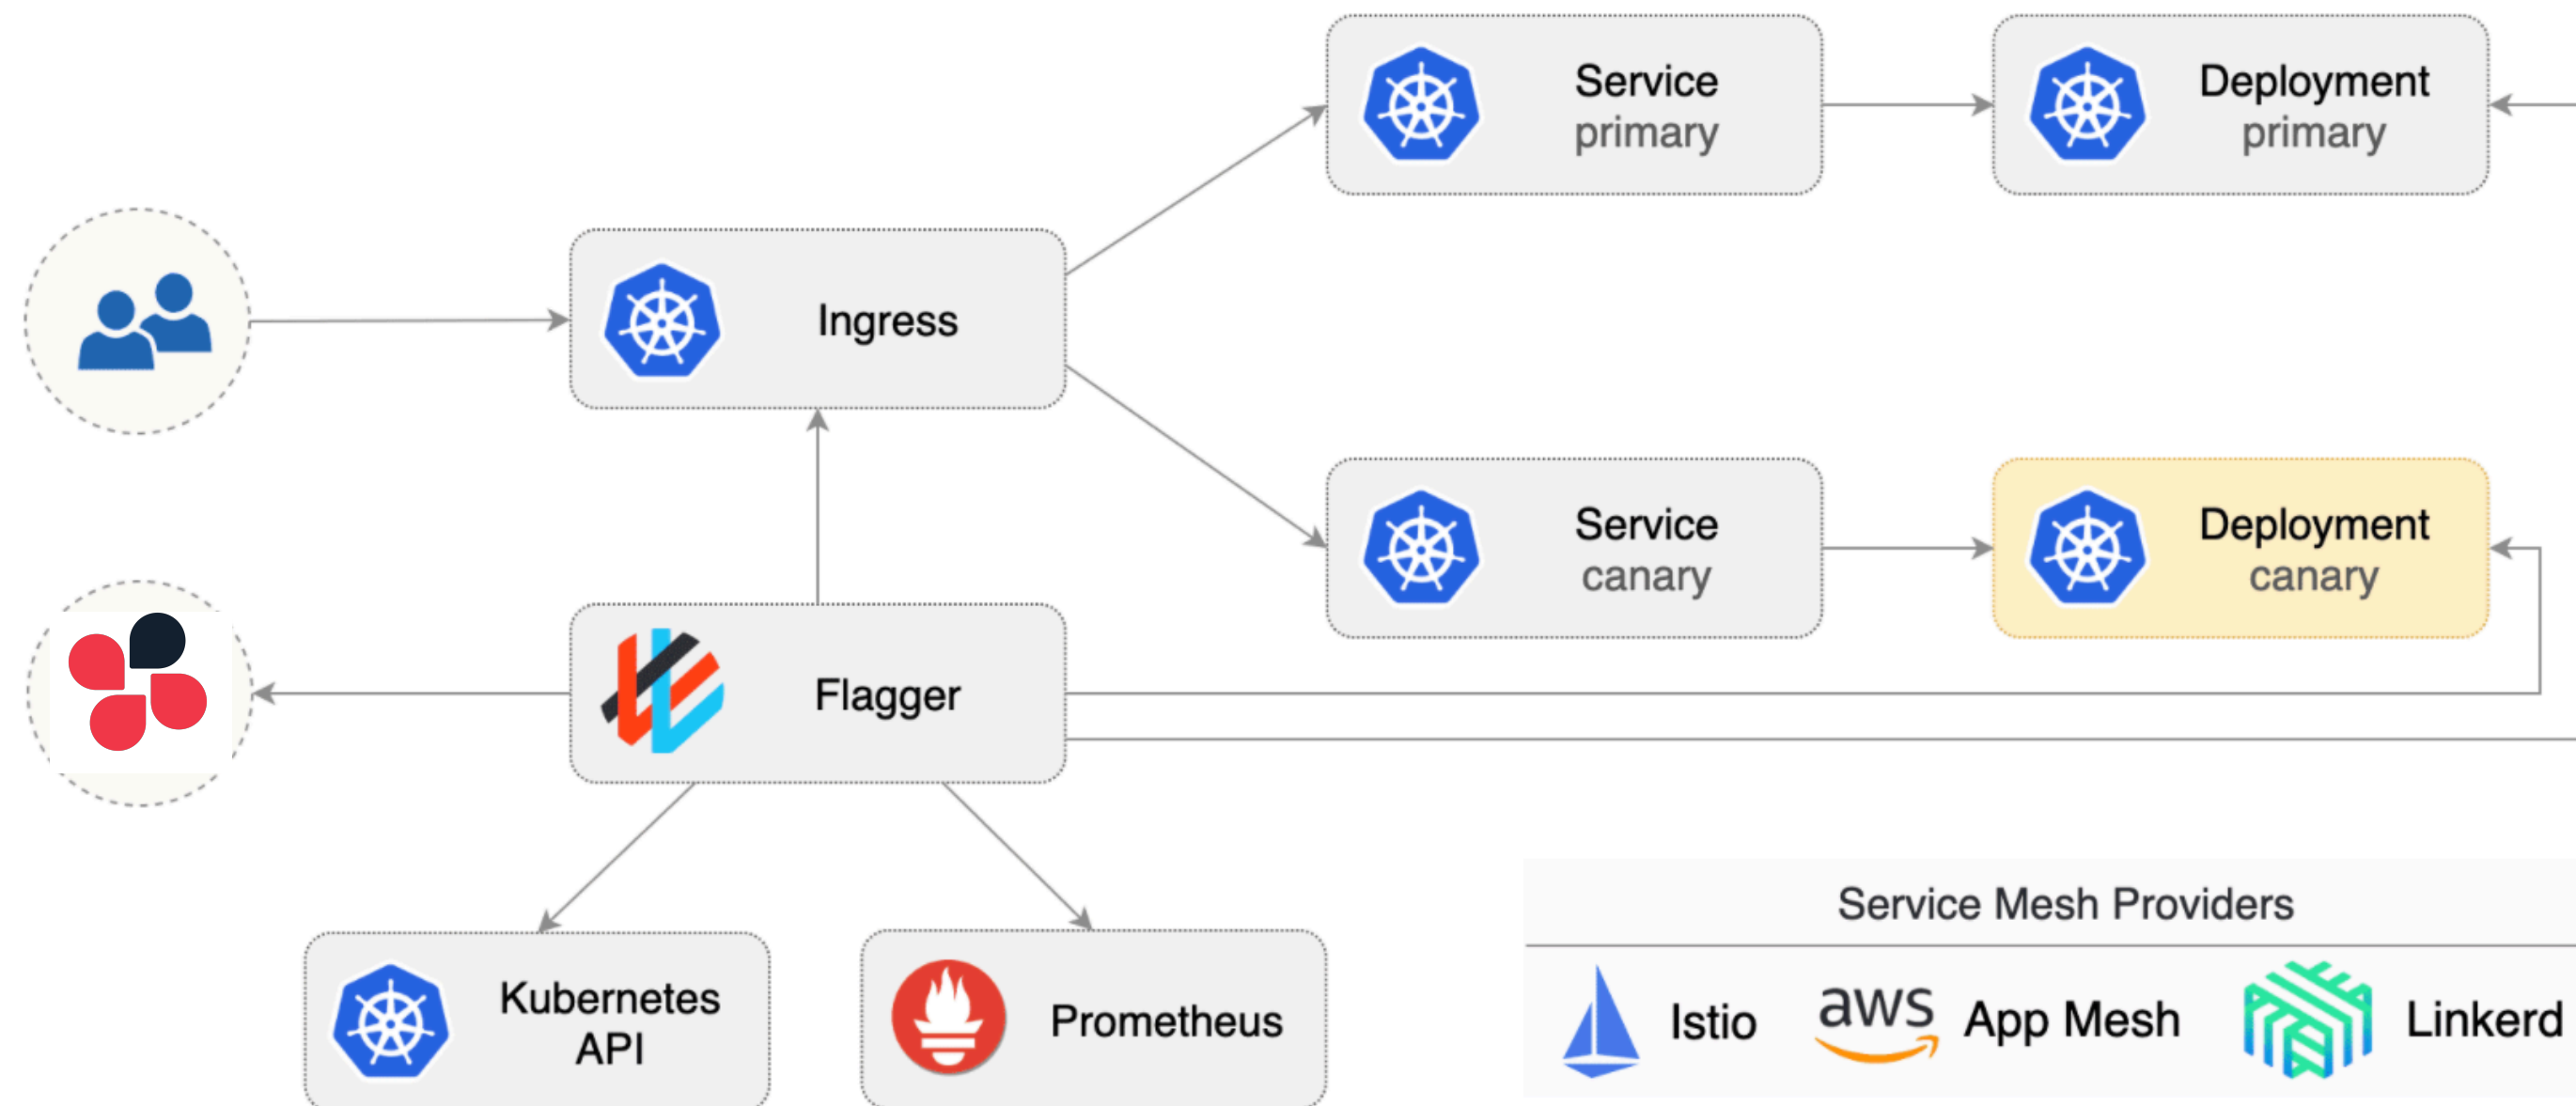 Service
primary
Deployment
primary
Ingress
Service
canary
Deployment
canary
Flagger
Kubernetes
API
Prometheus
Service Mesh Providers
Istio
aws
App Mesh
Linkerd